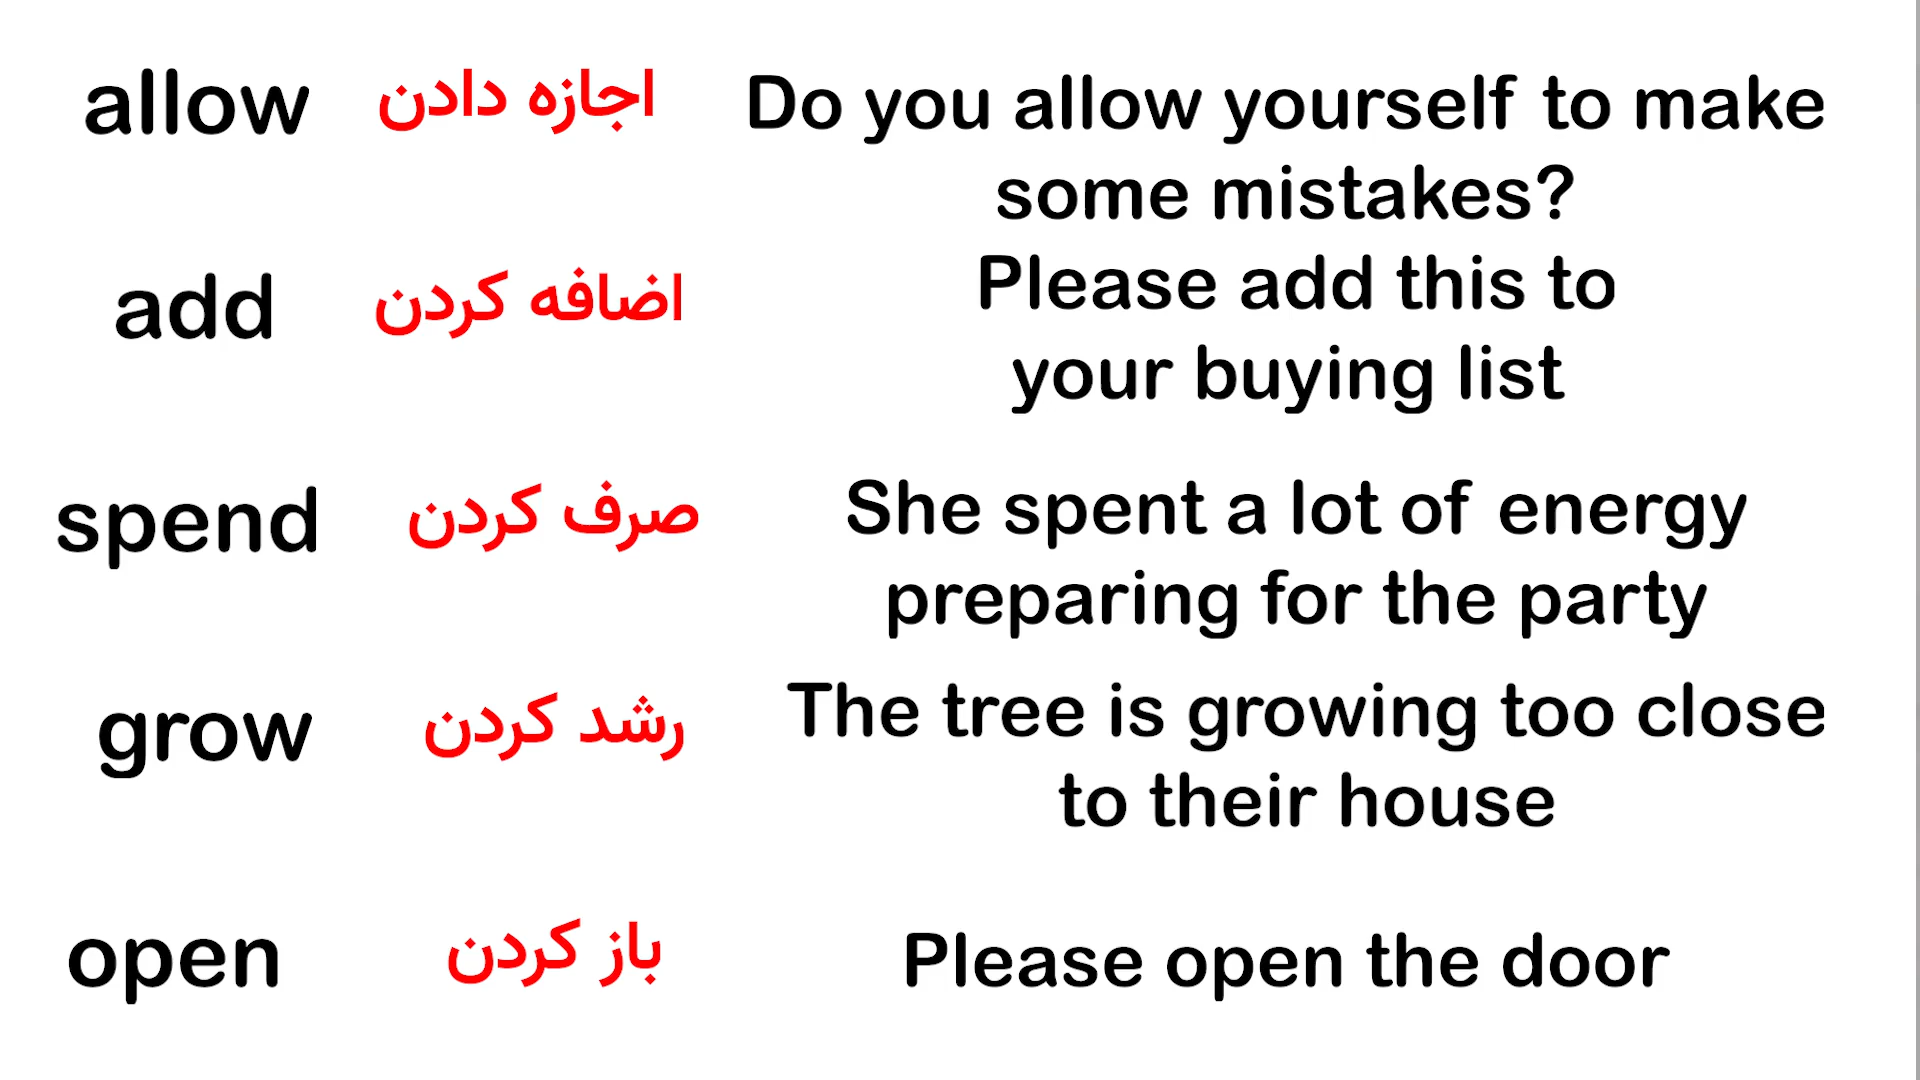 allow اجازه دادن Do you allow yourself to make
some mistakes?
add اضافه کردن Please add this to
your buying list
spend صرف کردن She spent a lot of energy
preparing for the party
grow رشد کردن The tree is growing too close
to their house
open باز کردن Please open the door